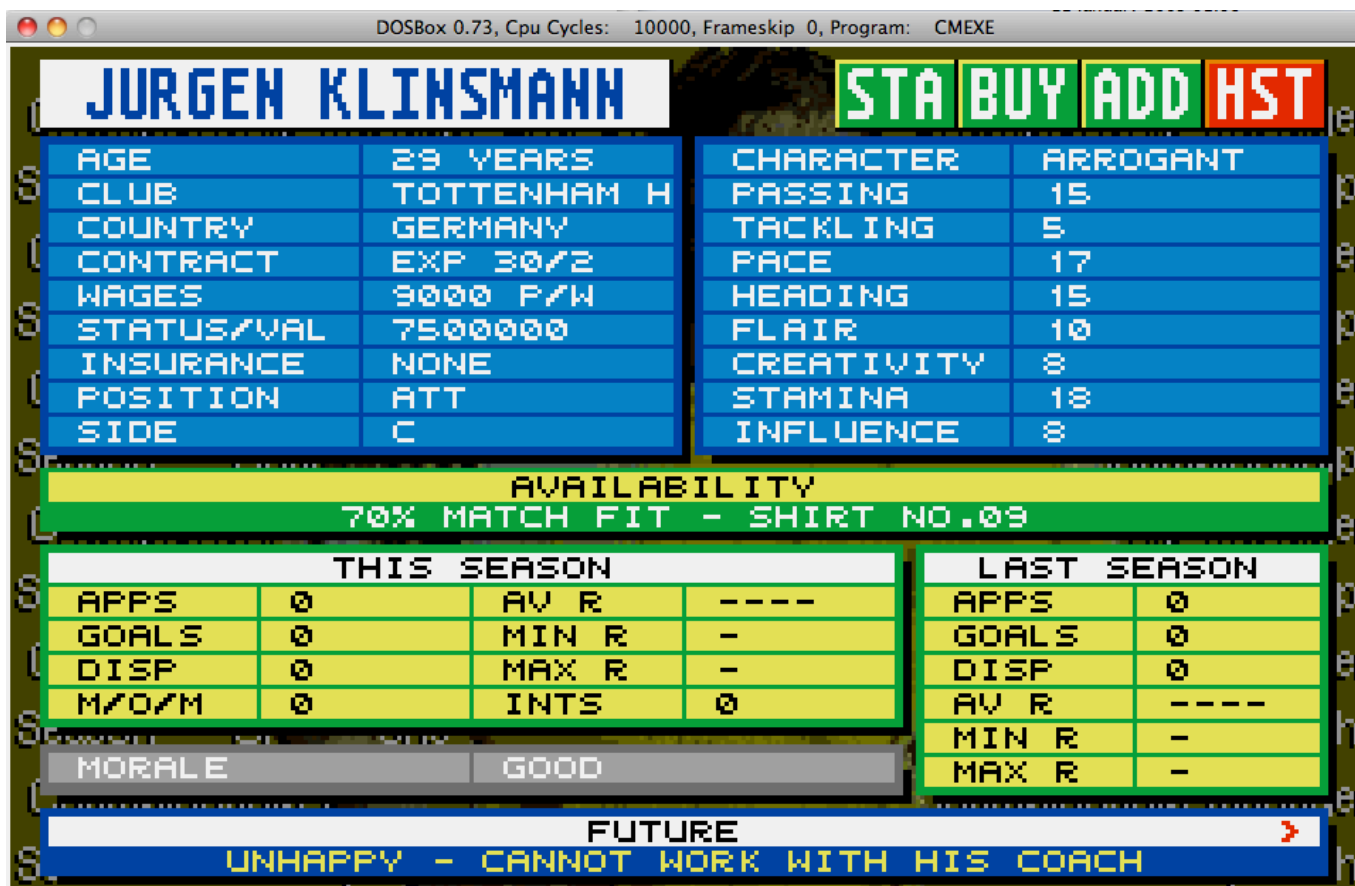 DOSBox 0.73, Cpu Cycles: 10000, Frameskip 0, Program: CMEXE
JURGEN KLINSMANN STA BUY ADD HST
AGE 29 YEARS CHARACTER ARROGANT
CLUB TOTTENHAM H PASSING 15
COUNTRY GERMANY TACKLING 5
CONTRACT EXP 30/2 PACE 17
WAGES 9000 P/W HEADING 15
STATUS/VAL 7500000 FLAIR 10
INSURANCE NONE CREATIVITY 8
POSITION ATT STAMINA 18
SIDE C INFLUENCE 8
AVAILABILITY
70% MATCH FIT - SHIRT NO.09
THIS SEASON LAST SEASON
APPS 0 AV R ---- APPS 0
GOALS 0 MIN R - GOALS 0
DISP 0 MAX R - DISP 0
M/O/M 0 INTS 0 AV R ----
MIN R -
MORALE GOOD MAX R -
FUTURE >
UNHAPPY - CANNOT WORK WITH HIS COACH